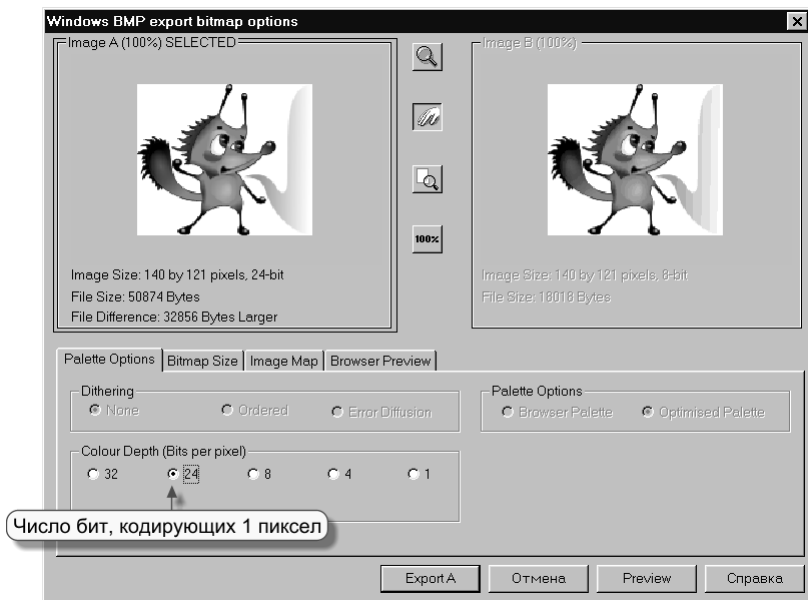 Windows BMP export bitmap options
Image A (100%) SELECTED
Image B (100%)
100%
Image Size: 140 by 121 pixels, 24-bit
File Size: 50874 Bytes
File Difference: 32856 Bytes Larger
Image Size: 140 by 121 pixels, 8-bit
File Size: 18018 Bytes
Palette Options
Bitmap Size
Image Map
Browser Preview
Dithering
None
Ordered
Error Diffusion
Palette Options
Browser Palette
Optimised Palette
Colour Depth (Bits per pixel)
32
24
8
4
1
Число бит, кодирующих 1 пиксел
Export A
Отмена
Preview
Справка